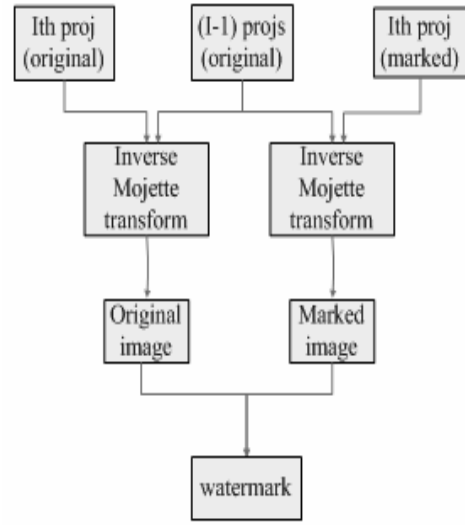 Ith proj
(original)
(I-1) projs
(original)
Ith proj
(marked)
Inverse
Mojette
transform
Inverse
Mojette
transform
Original
image
Marked
image
watermark